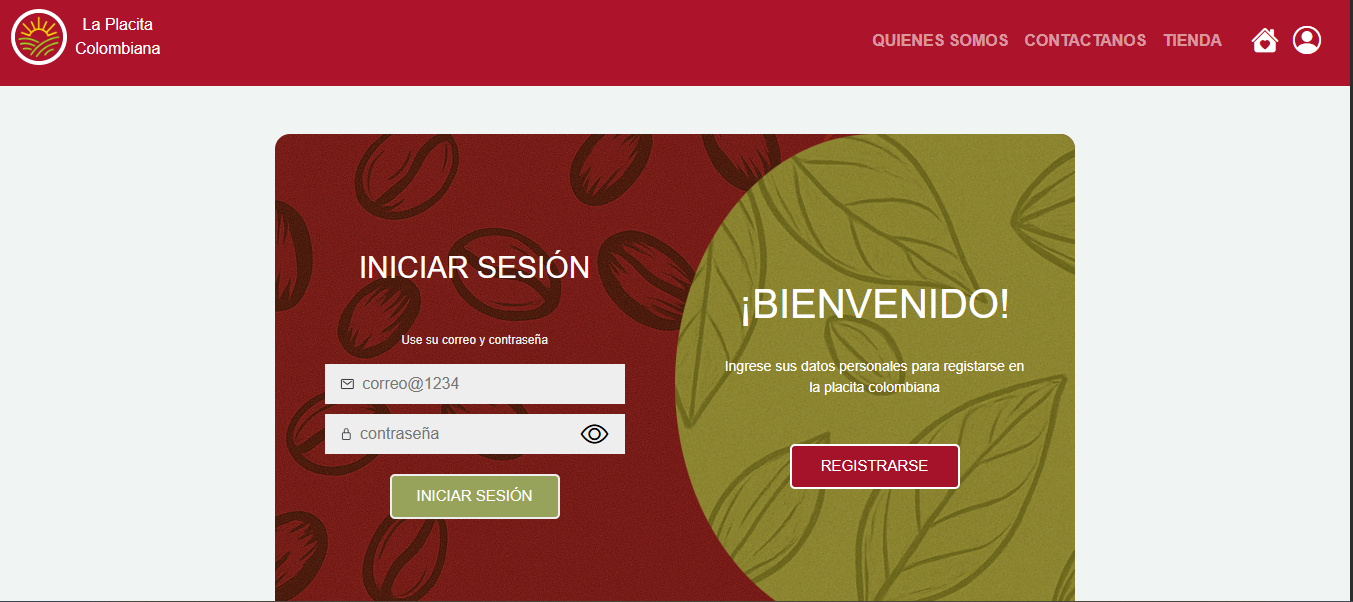 La Placita
Colombiana
QUIENES SOMOS CONTACTANOS TIENDA
INICIAR SESIÓN
Use su correo y contraseña
correo@1234
contraseña
INICIAR SESIÓN
¡BIENVENIDO!
Ingrese sus datos personales para registarse en
la placita colombiana
REGISTRARSE